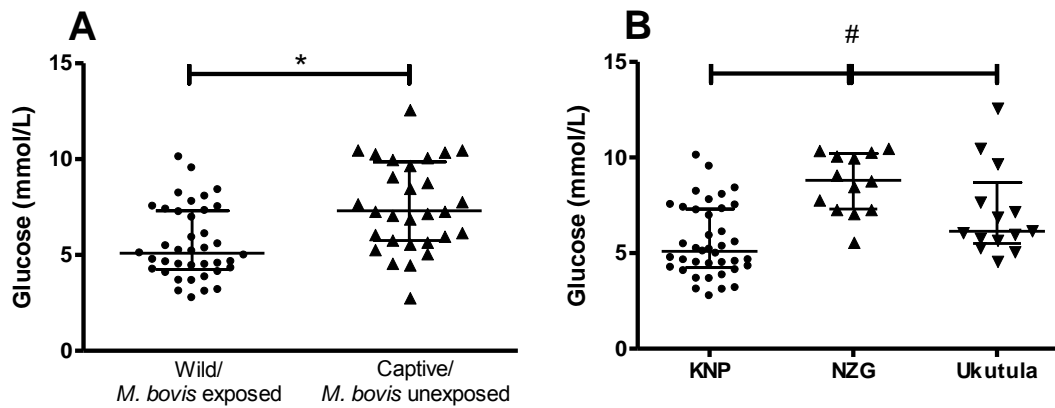 A
*
15
10
5
0
Glucose (mmol/L)
Wild/
M. bovis exposed
Captive/
M. bovis unexposed
B
#
15
10
5
0
Glucose (mmol/L)
KNP
NZG
Ukutula